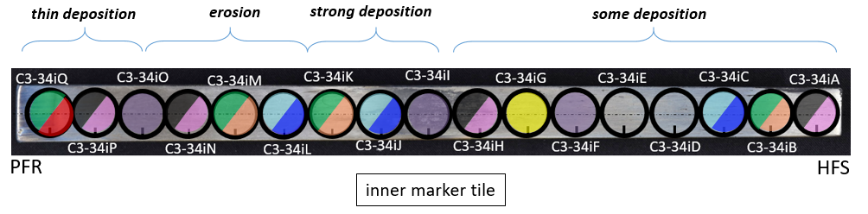 thin deposition erosion strong deposition some deposition
C3-34iQ C3-34iO C3-34iM C3-34iK C3-34iI C3-34iG C3-34iE C3-34iC C3-34iA
C3-34iP C3-34iN C3-34iL C3-34iJ C3-34iH C3-34iF C3-34iD C3-34iB
PFR HFS
inner marker tile